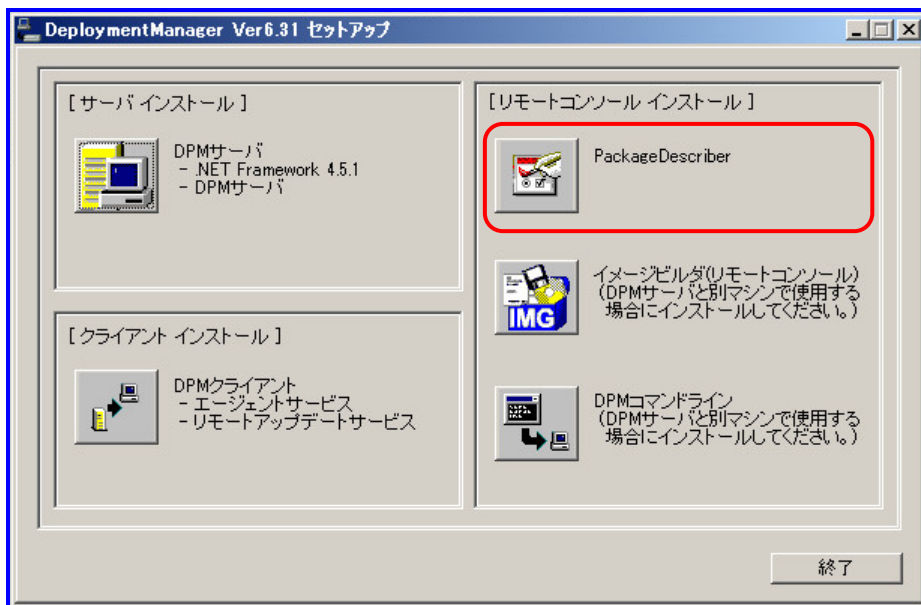 DeploymentManager Ver6.31 セットアップ
[ サーバ インストール ]
DPMサーバ
- .NET Framework 4.5.1
- DPMサーバ
[ クライアント インストール ]
DPMクライアント
- エージェントサービス
- リモートアップデートサービス
[ リモートコンソール インストール ]
PackageDescriber
IMG
イメージビルダ(リモートコンソール)
(DPMサーバと別マシンで使用する
場合にインストールしてください。)
DPMコマンドライン
(DPMサーバと別マシンで使用する
場合にインストールしてください。)
終了